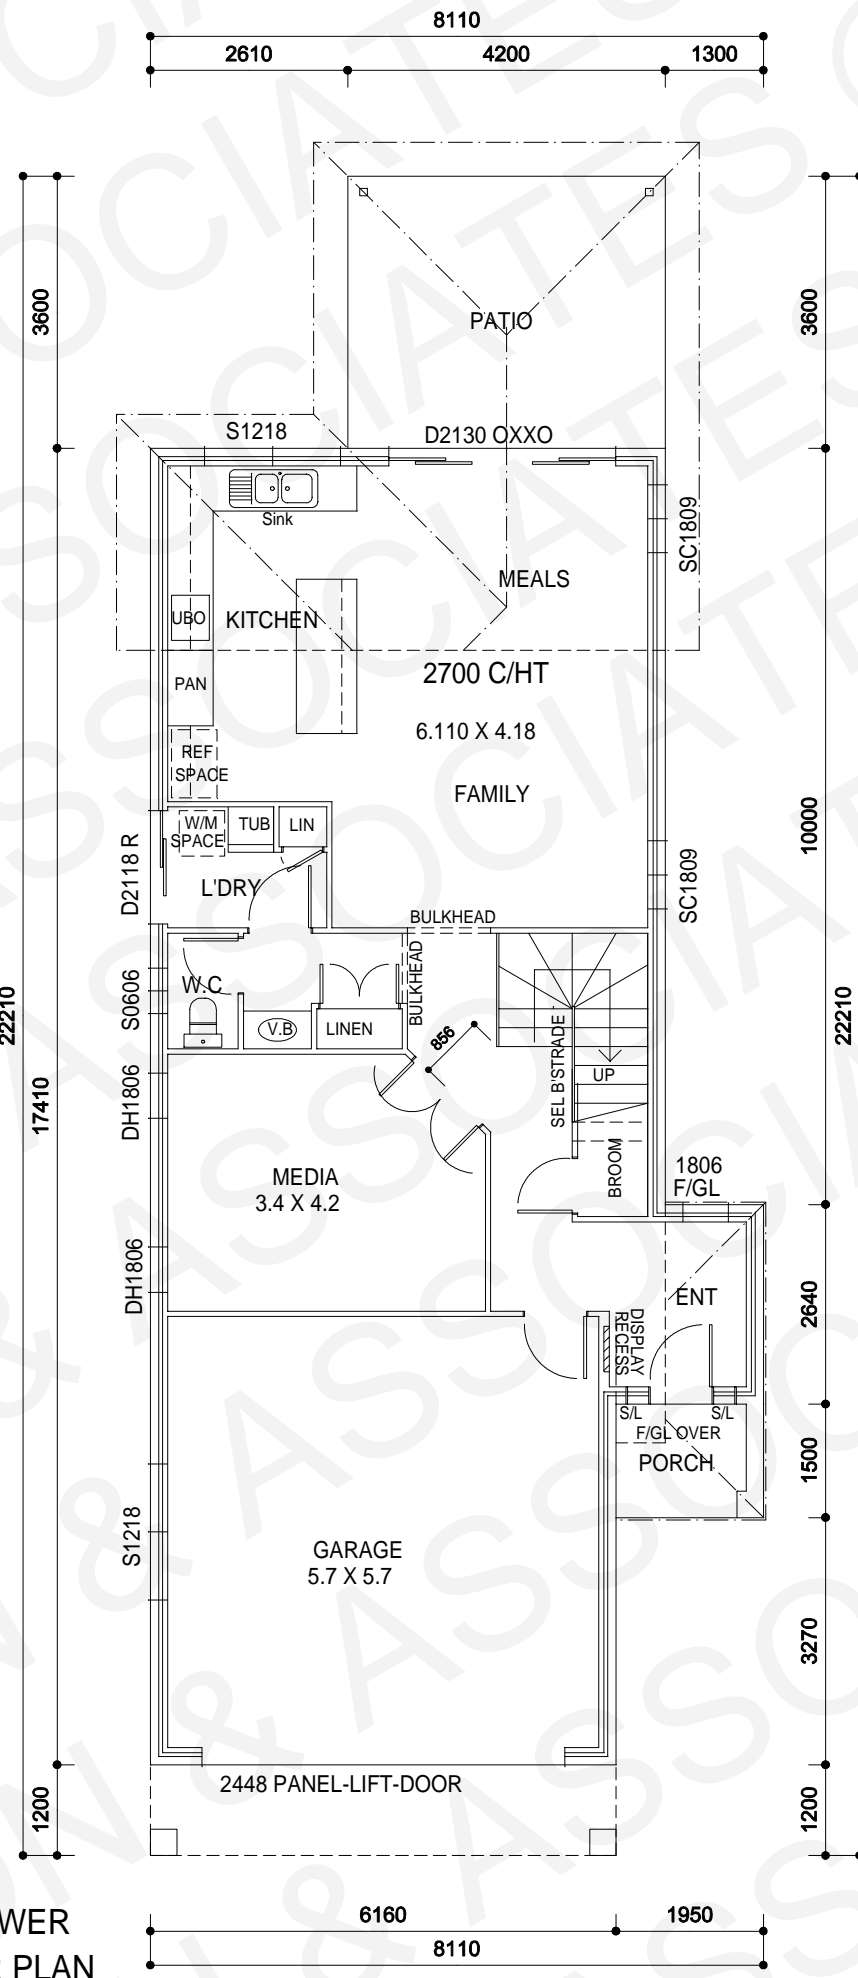 8110
2610
4200
1300
3600
3600
PATIO
S1218
D2130 OXXO
Sink
SC1809
MEALS
UBO
KITCHEN
2700 C/HT
PAN
6.110 X 4.18
REF
SPACE
FAMILY
W/M
SPACE
TUB
LIN
10000
D2118 R
L'DRY
SC1809
BULKHEAD
BULKHEAD
W.C
S0606
V.B
LINEN
856
22210
22210
SEL B'STRADE
UP
17410
DH1806
MEDIA
3.4 X 4.2
BROOM
1806
F/GL
DH1806
ENT
2640
DISPLAY
RECESS
S/L
S/L
F/GL OVER
PORCH
1500
S1218
GARAGE
5.7 X 5.7
3270
2448 PANEL-LIFT-DOOR
1200
1200
6160
1950
8110
WER
PLAN
ASSOCIATES
& ASSOCIATES